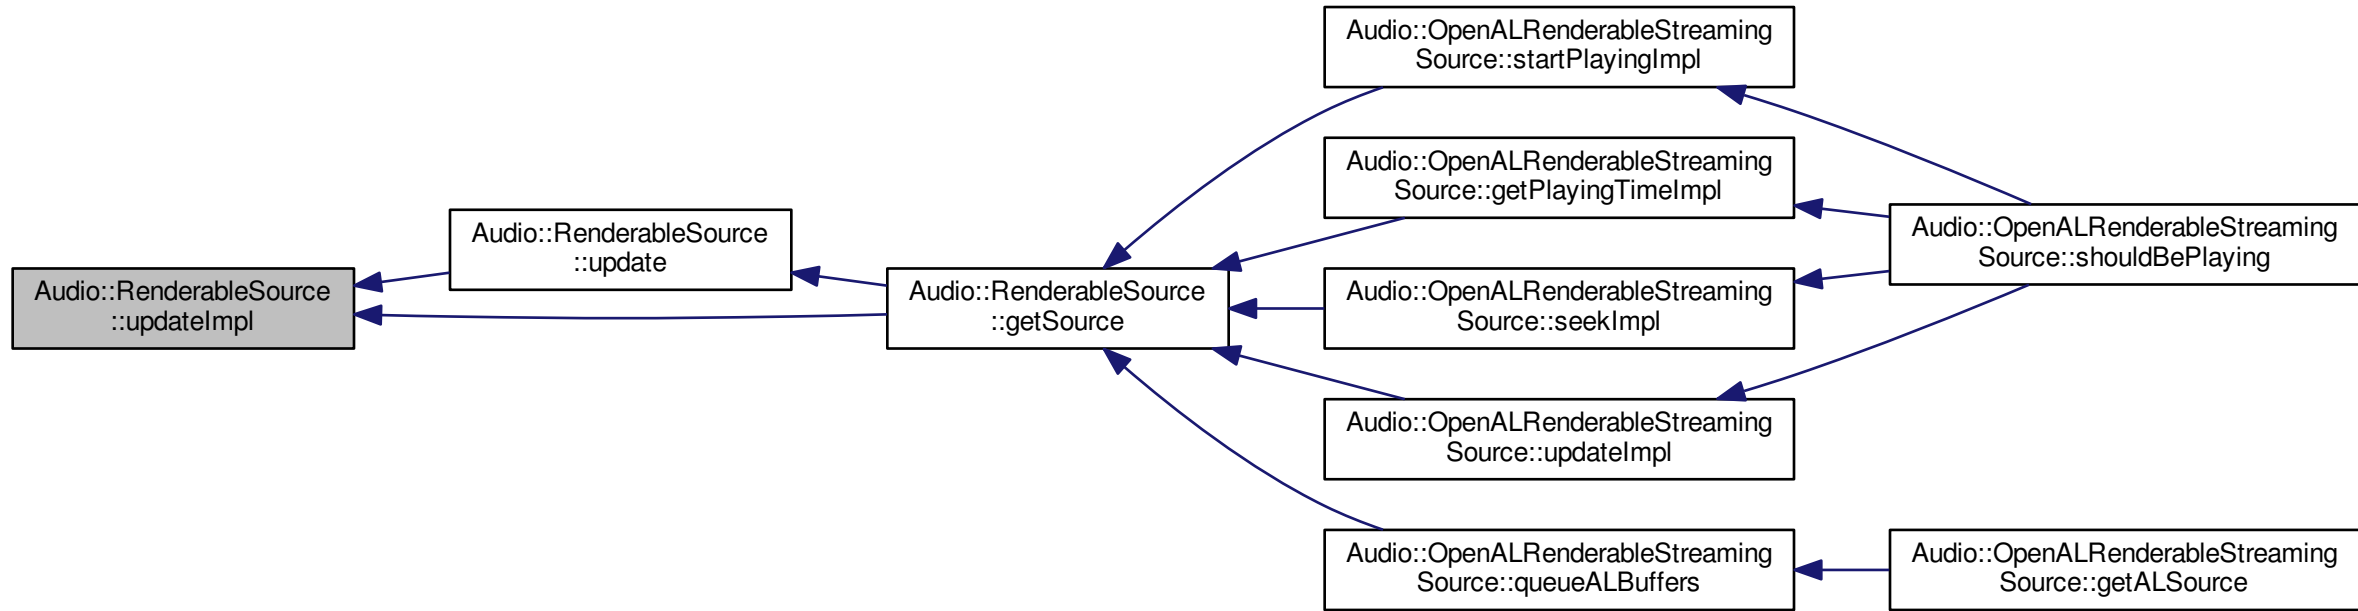 Audio::RenderableSource
::updateImpl
Audio::RenderableSource
::update
Audio::RenderableSource
::getSource
Audio::OpenALRenderableStreaming
Source::startPlayingImpl
Audio::OpenALRenderableStreaming
Source::getPlayingTimeImpl
Audio::OpenALRenderableStreaming
Source::seekImpl
Audio::OpenALRenderableStreaming
Source::updateImpl
Audio::OpenALRenderableStreaming
Source::queueALBuffers
Audio::OpenALRenderableStreaming
Source::shouldBePlaying
Audio::OpenALRenderableStreaming
Source::getALSource